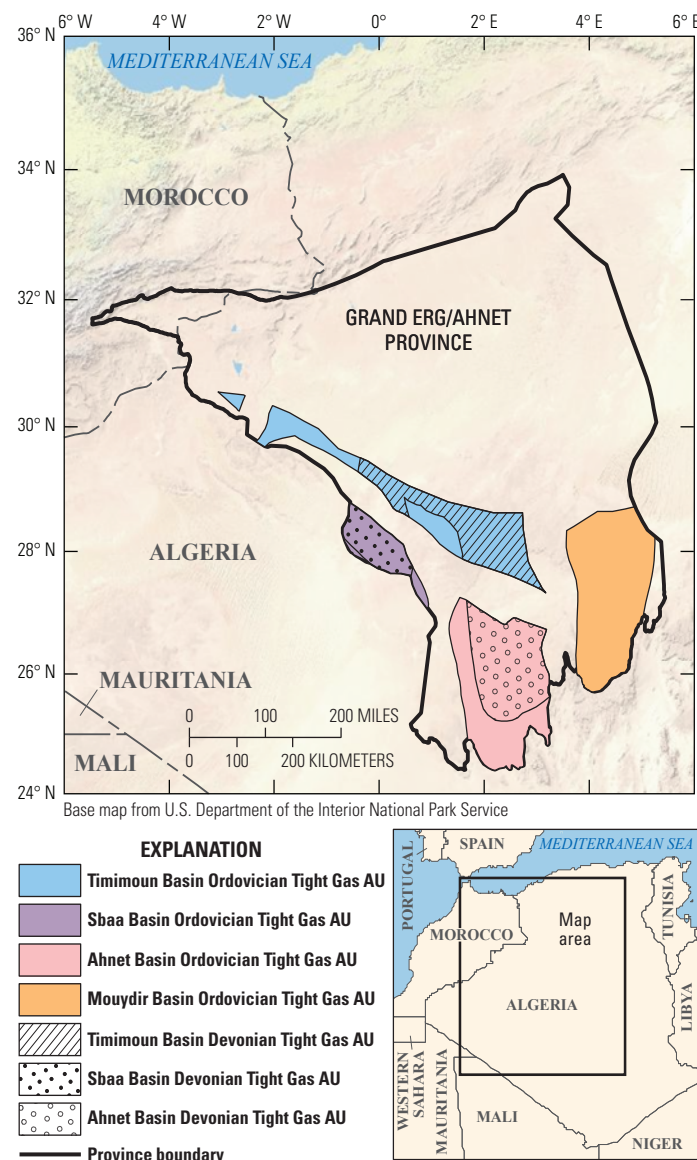 6° W 4° W 2° W 0° 2° E 4° E 6° E
36° N
MEDITERRANEAN SEA
34° N
MOROCCO
32° N
GRAND ERG/AHNET
PROVINCE
30° N
28° N
ALGERIA
26° N
MAURITANIA
0 100 200 MILES
0 100 200 KILOMETERS
MALI
24° N
Base map from U.S. Department of the Interior National Park Service
EXPLANATION
Timimoun Basin Ordovician Tight Gas AU
Sbaa Basin Ordovician Tight Gas AU
Ahnet Basin Ordovician Tight Gas AU
Mouydir Basin Ordovician Tight Gas AU
Timimoun Basin Devonian Tight Gas AU
Sbaa Basin Devonian Tight Gas AU
Ahnet Basin Devonian Tight Gas AU
Province boundary
SPAIN
MEDITERRANEAN SEA
PORTUGAL
TUNISIA
Map
area
MOROCCO
ALGERIA
LIBYA
WESTERN
SAHARA
MAURITANIA
MALI
NIGER